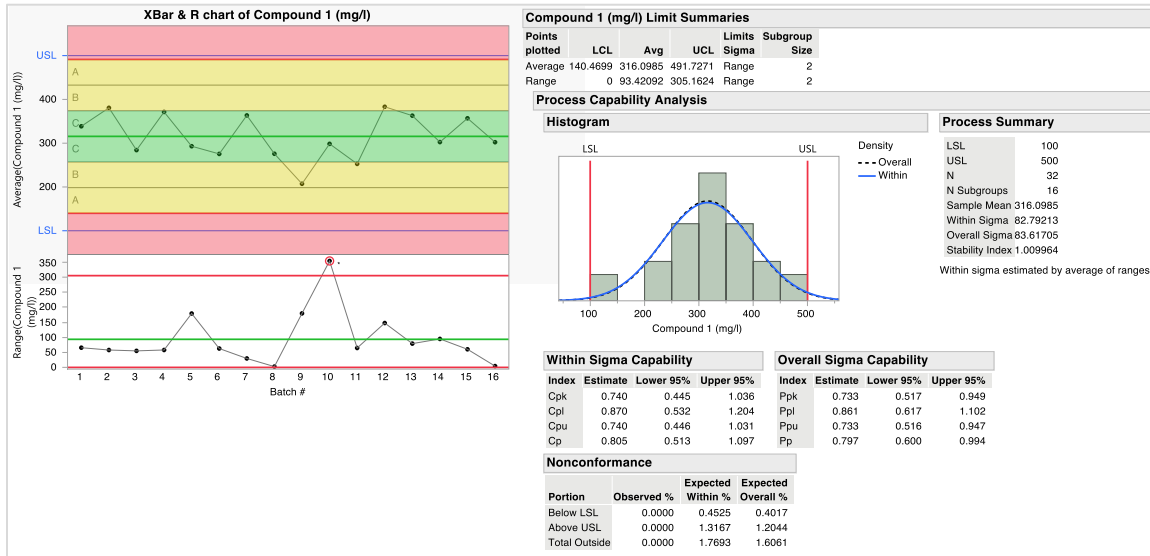 XBar & R chart of Compound 1 (mg/l)
USL
A
B
400
C
300
C
B
200
A
LSL
Average(Compound 1 (mg/l))
350
300
250
200
150
100
50
0
Range(Compound 1 (mg/l))
1 2 3 4 5 6 7 8 9 10 11 12 13 14 15 16
Batch #
Compound 1 (mg/l) Limit Summaries
Points plotted LCL Avg UCL Limits Sigma Subgroup Size
Average 140.4699 316.0985 491.7271 Range 2
Range 0 93.42092 305.1624 Range 2
Process Capability Analysis
Histogram
LSL USL
100 200 300 400 500
Compound 1 (mg/l)
Density
Overall
Within
Process Summary
LSL 100
USL 500
N 32
N Subgroups 16
Sample Mean 316.0985
Within Sigma 82.79213
Overall Sigma 83.61705
Stability Index 1.009964
Within sigma estimated by average of ranges
Within Sigma Capability
Index Estimate Lower 95% Upper 95%
Cpk 0.740 0.445 1.036
Cpl 0.870 0.532 1.204
Cpu 0.740 0.446 1.031
Cp 0.805 0.513 1.097
Overall Sigma Capability
Index Estimate Lower 95% Upper 95%
Ppk 0.733 0.517 0.949
Ppl 0.861 0.617 1.102
Ppu 0.733 0.516 0.947
Pp 0.797 0.600 0.994
Nonconformance
Portion Observed % Expected Within % Expected Overall %
Below LSL 0.0000 0.4525 0.4017
Above USL 0.0000 1.3167 1.2044
Total Outside 0.0000 1.7693 1.6061